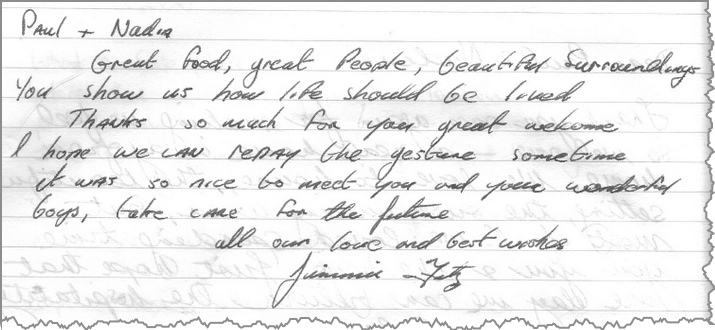 Paul + Nadia
Great food, great People, beautiful Surroundings
You show us how life should be lived
Thanks so much for your great welcome
I hope we can repay the gesture sometime
it was so nice to meet you and your wonderful
boys, take care for the future
all our love and best wishes
Jimmie Fitz